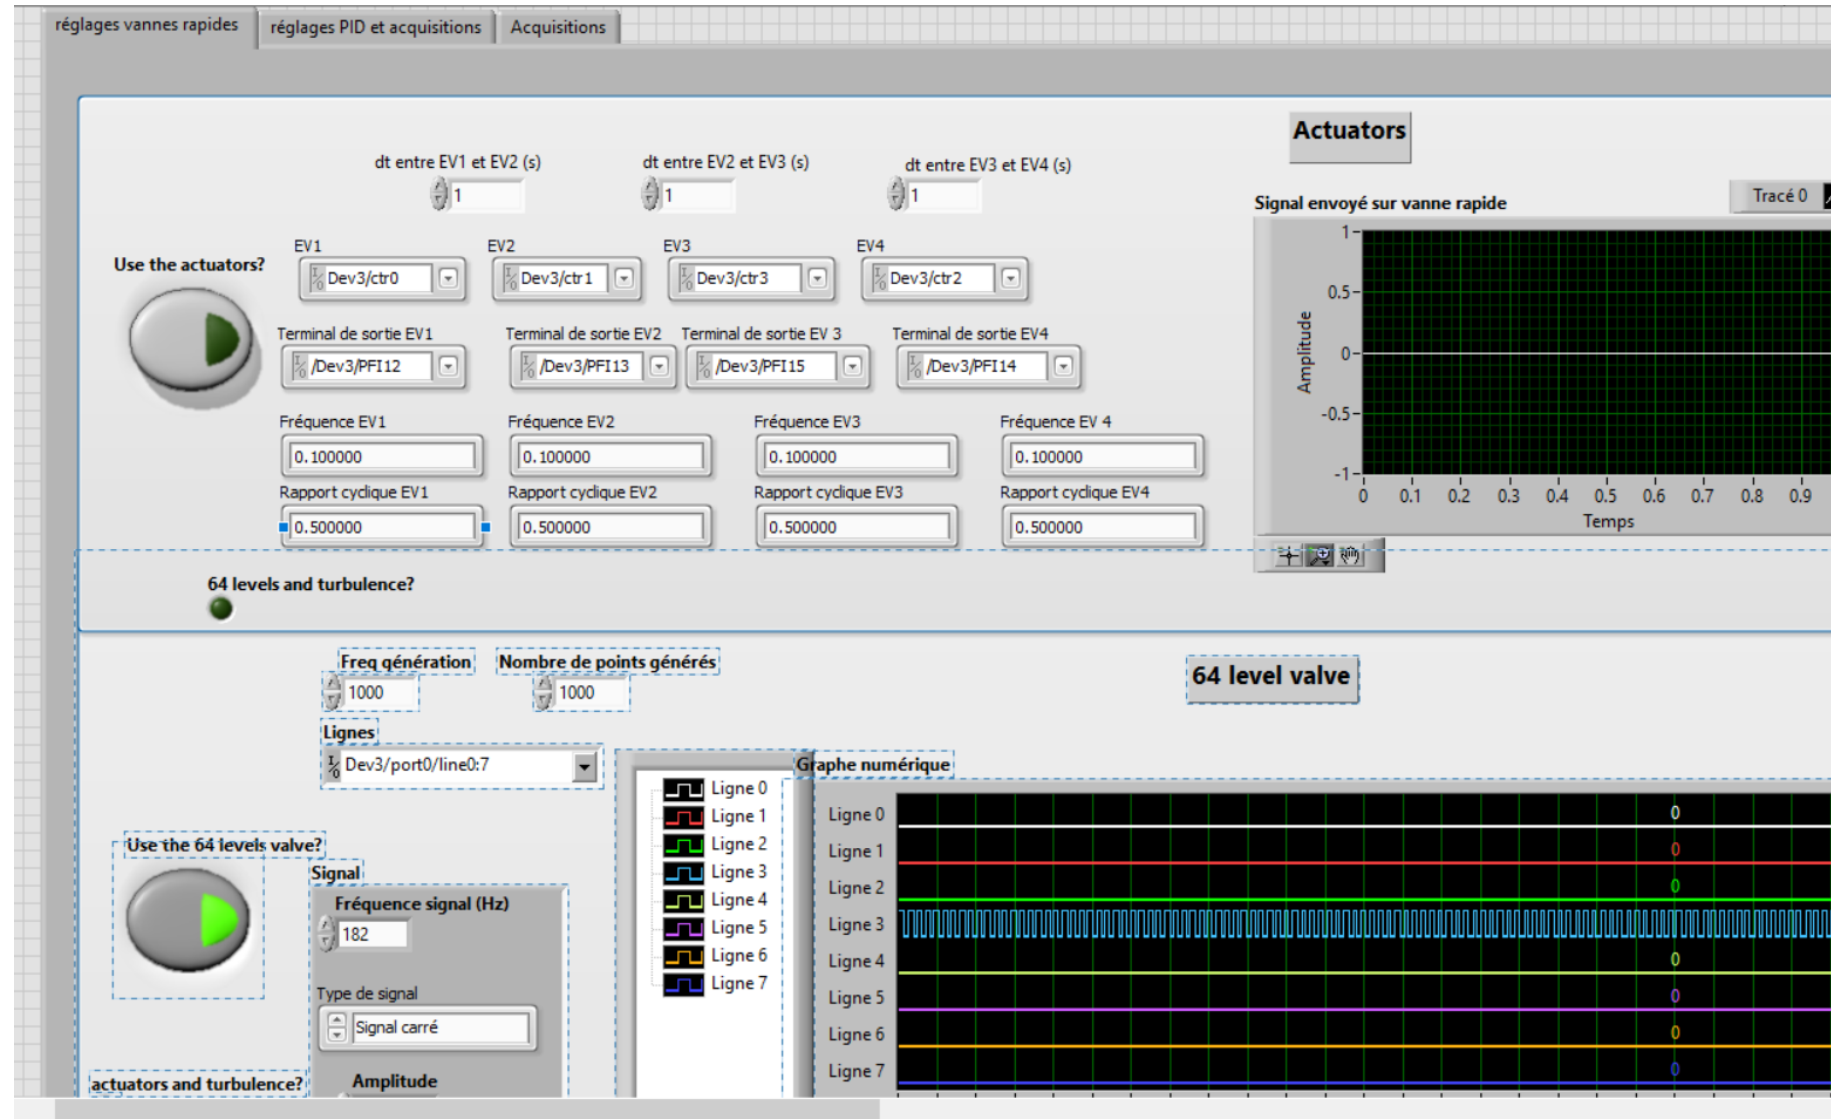 réglages vannes rapides réglages PID et acquisitions Acquisitions
Actuators
dt entre EV1 et EV2 (s) dt entre EV2 et EV3 (s) dt entre EV3 et EV4 (s)
1 1 1
Signal envoyé sur vanne rapide Tracé 0
EV1 EV2 EV3 EV4
Use the actuators?
Dev3/ctr0 Dev3/ctr1 Dev3/ctr3 Dev3/ctr2
Terminal de sortie EV1 Terminal de sortie EV2 Terminal de sortie EV 3 Terminal de sortie EV4
/Dev3/PFI12 /Dev3/PFI13 /Dev3/PFI15 /Dev3/PFI14
Fréquence EV1 Fréquence EV2 Fréquence EV3 Fréquence EV 4
0.100000 0.100000 0.100000 0.100000
Rapport cyclique EV1 Rapport cyclique EV2 Rapport cyclique EV3 Rapport cyclique EV4
0.500000 0.500000 0.500000 0.500000
Amplitude
1
0.5
0
-0.5
-1
0 0.1 0.2 0.3 0.4 0.5 0.6 0.7 0.8 0.9
Temps
64 levels and turbulence?
Freq génération Nombre de points générés
1000 1000
64 level valve
Lignes
Dev3/port0/line0:7
Graphe numérique
Ligne 0
Ligne 1
Ligne 2
Ligne 3
Ligne 4
Ligne 5
Ligne 6
Ligne 7
Ligne 0 0
Ligne 1 0
Ligne 2 0
Ligne 3
Ligne 4 0
Ligne 5 0
Ligne 6 0
Ligne 7 0
Use the 64 levels valve?
Signal
Fréquence signal (Hz)
182
Type de signal
Signal carré
actuators and turbulence?
Amplitude